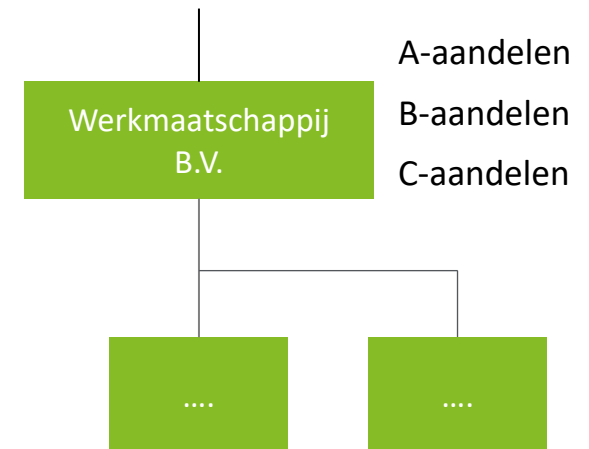 A-aandelen
Werkmaatschappij
B.V.
B-aandelen
C-aandelen
....
....